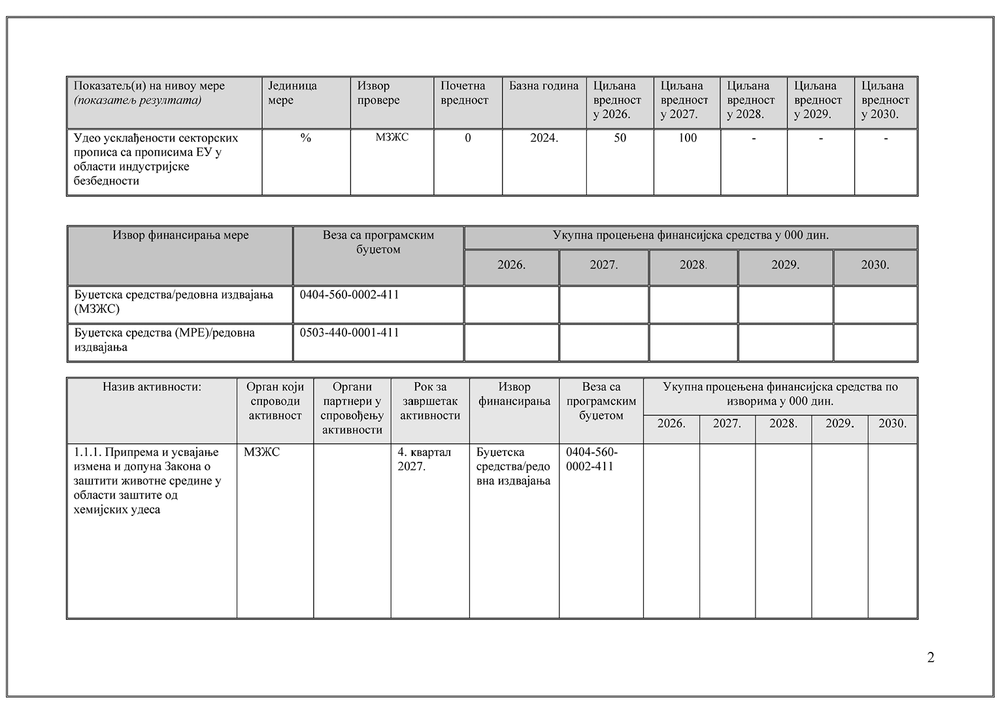 Показатељ(и) на нивоу мере
(показатељ резултата)
Јединица
мере
Извор
провере
Почетна
вредност
Базна година
Циљана
вредност
у 2026.
Циљана
вредност
у 2027.
Циљана
вредност
у 2028.
Циљана
вредност
у 2029.
Циљана
вредност
у 2030.
Удео усклађености секторских
прописа са прописима ЕУ у
области индустријске
безбедности
%
МЗЖС
0
2024.
50
100
-
-
-
Извор финансирања мере
Веза са програмским
буџетом
Укупна процењена финансијска средства у 000 дин.
2026.
2027.
2028.
2029.
2030.
Буџетска средства/редовна издвајања
(МЗЖС)
0404-560-0002-411
Буџетска средства (МРЕ)/редовна
издвајања
0503-440-0001-411
Назив активности:
Орган који
спроводи
активност
Органи
партнери у
спровођењу
активности
Рок за
завршетак
активности
Извор
финансирања
Веза са
програмским
буџетом
Укупна процењена финансијска средства по
изворима у 000 дин.
2026.
2027.
2028.
2029.
2030.
1.1.1. Припрема и усвајање
измена и допуна Закона о
заштити животне средине у
области заштите од
хемијских удеса
МЗЖС
4. квартал
2027.
Буџетска
средства/редо
вна издвајања
0404-560-
0002-411
2